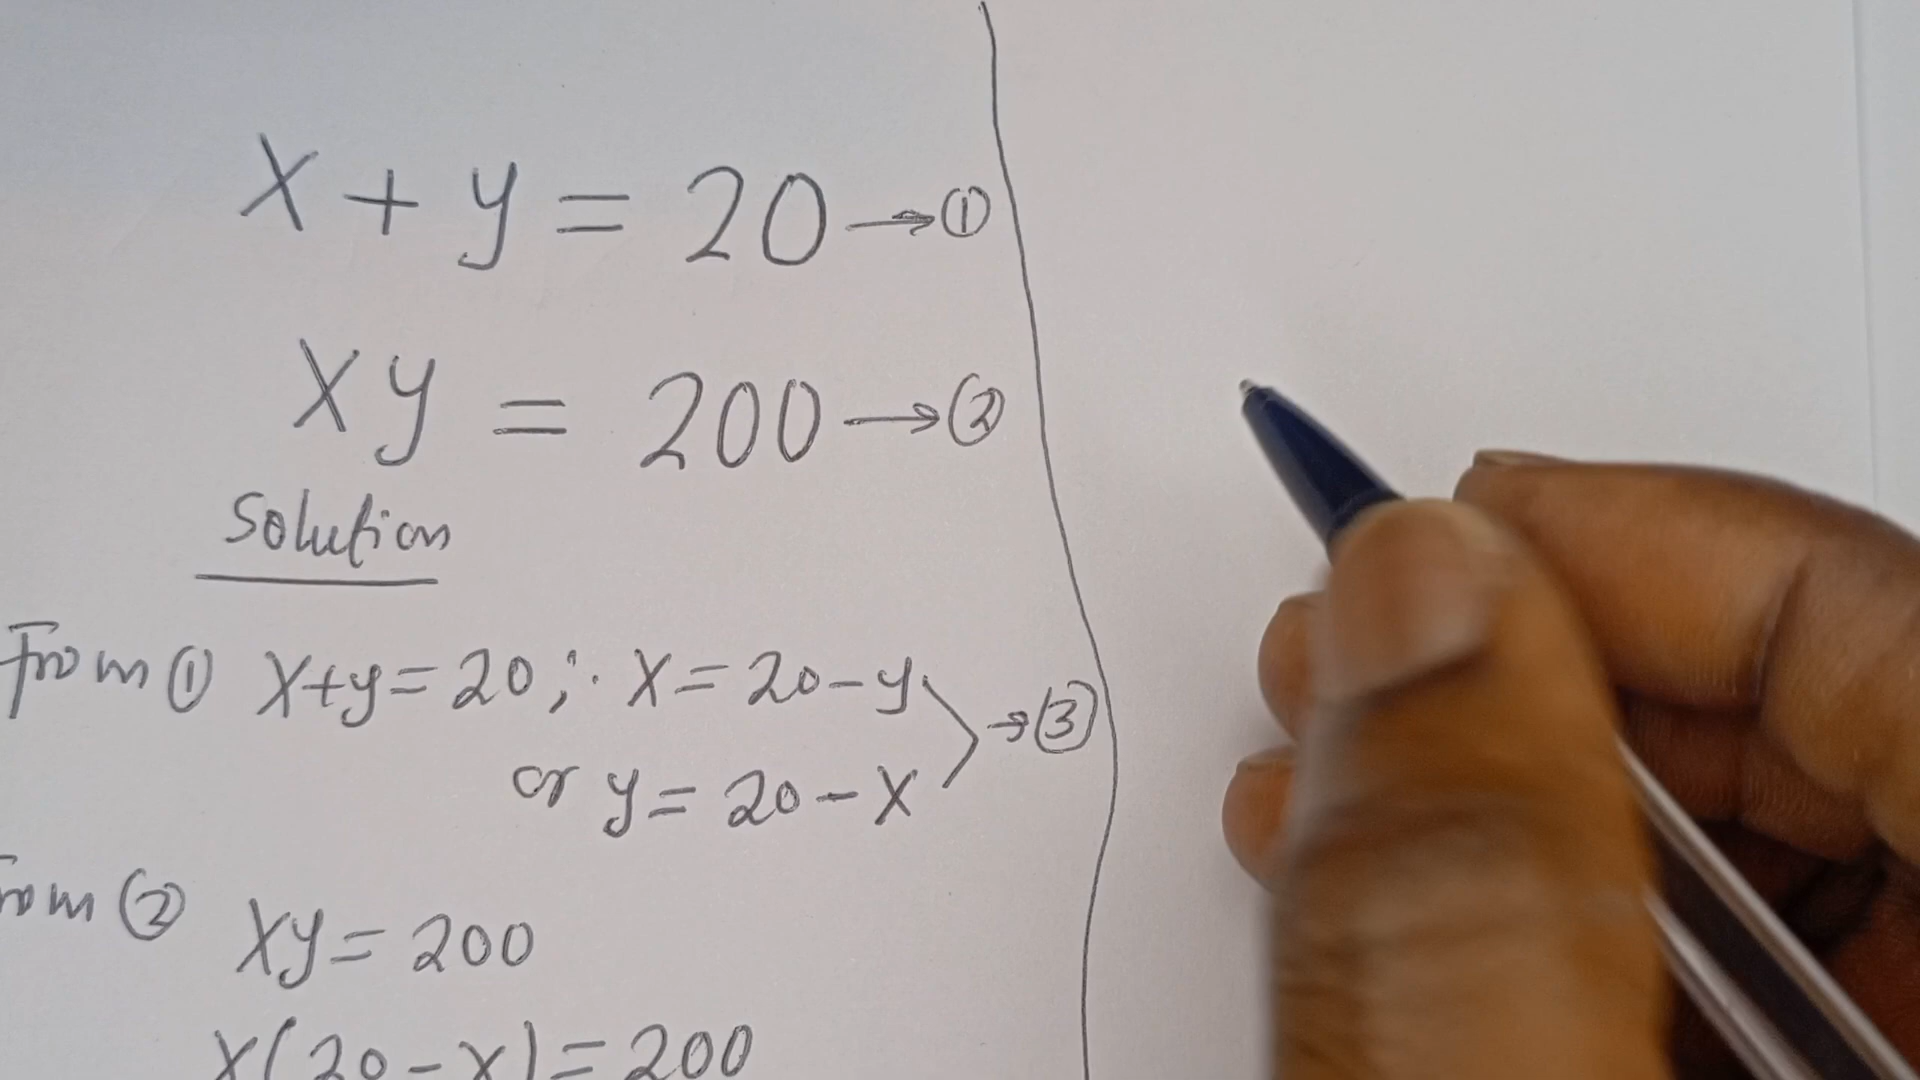 x + y = 20 → ①
xy = 200 → ②
Solution
From ① x+y = 20 ; ∴ x = 20 - y
or y = 20 - x → ③
rom ② xy = 200
x(20 - x) = 200